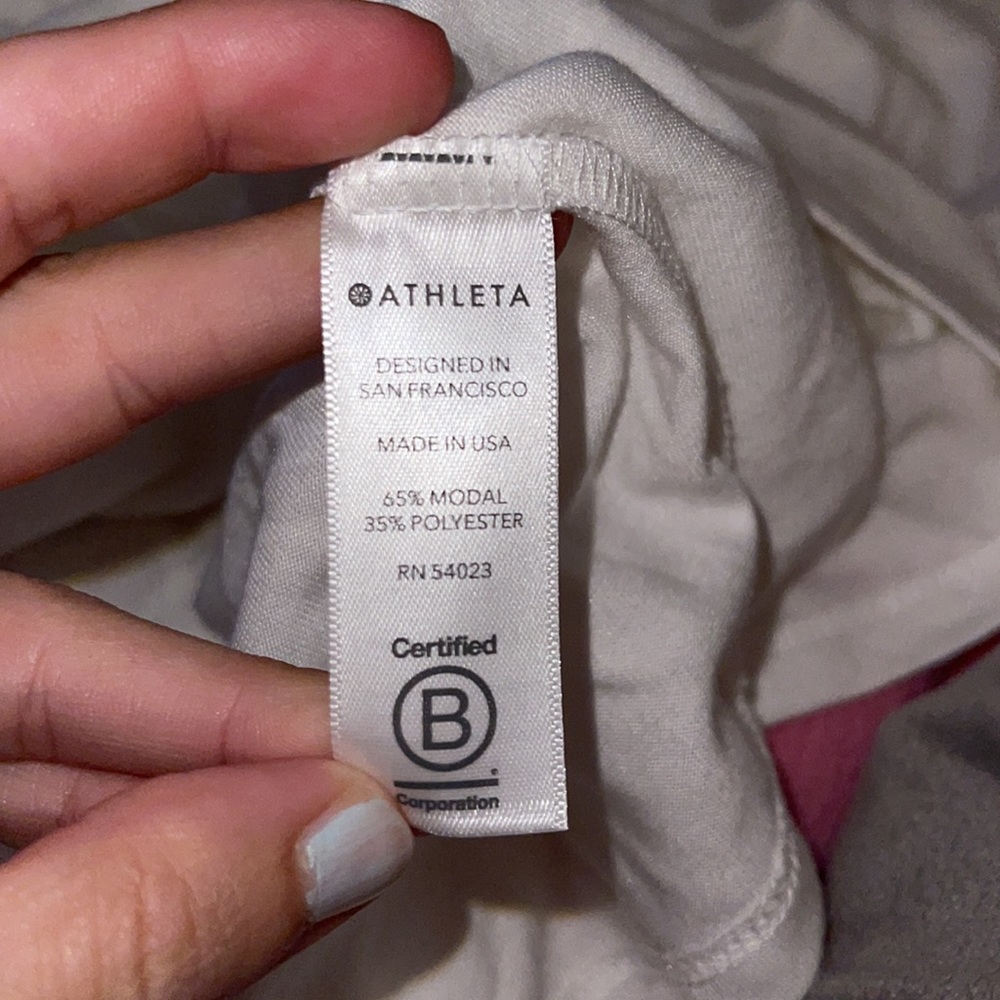 ATHLETA
DESIGNED IN
SAN FRANCISCO
MADE IN USA
65% MODAL
35% POLYESTER
RN 54023
Certified
B
®
Corporation